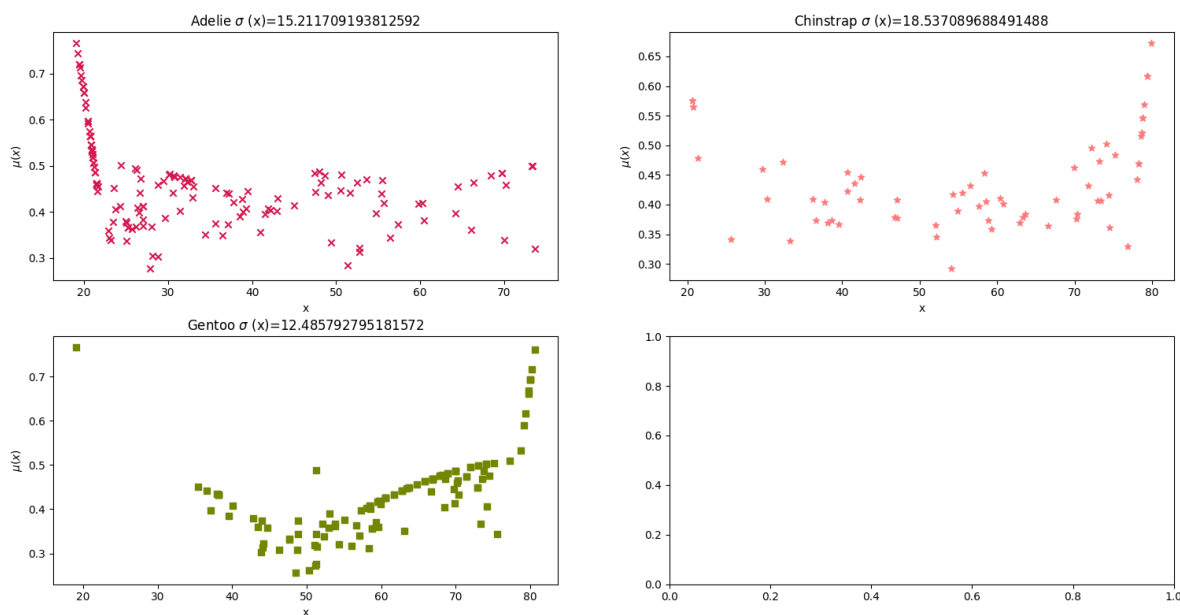 Adelie σ (x)=15.211709193812592
0.7
0.6
0.5
0.4
0.3
μ(x)
20 30 40 50 60 70
x
Chinstrap σ (x)=18.537089688491488
0.65
0.60
0.55
0.50
0.45
0.40
0.35
0.30
μ(x)
20 30 40 50 60 70 80
x
Gentoo σ (x)=12.485792795181572
0.7
0.6
0.5
0.4
0.3
μ(x)
20 30 40 50 60 70 80
x
1.0
0.8
0.6
0.4
0.2
0.0
0.0 0.2 0.4 0.6 0.8 1.0